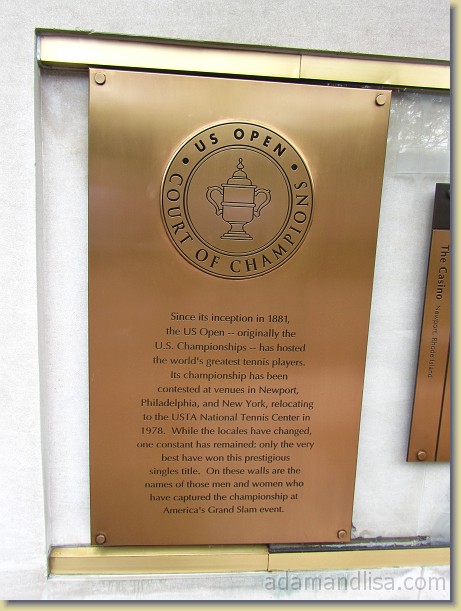 • US OPEN •
COURT OF CHAMPIONS
Since its inception in 1881,
the US Open — originally the
U.S. Championships — has hosted
the world's greatest tennis players.
Its championship has been
contested at venues in Newport,
Philadelphia, and New York, relocating
to the USTA National Tennis Center in
1978. While the locales have changed,
one constant has remained: only the very
best have won this prestigious
singles title. On these walls are the
names of those men and women who
have captured the championship at
America's Grand Slam event.
The Casino Newport, Rhode Island
adamandlisa.com